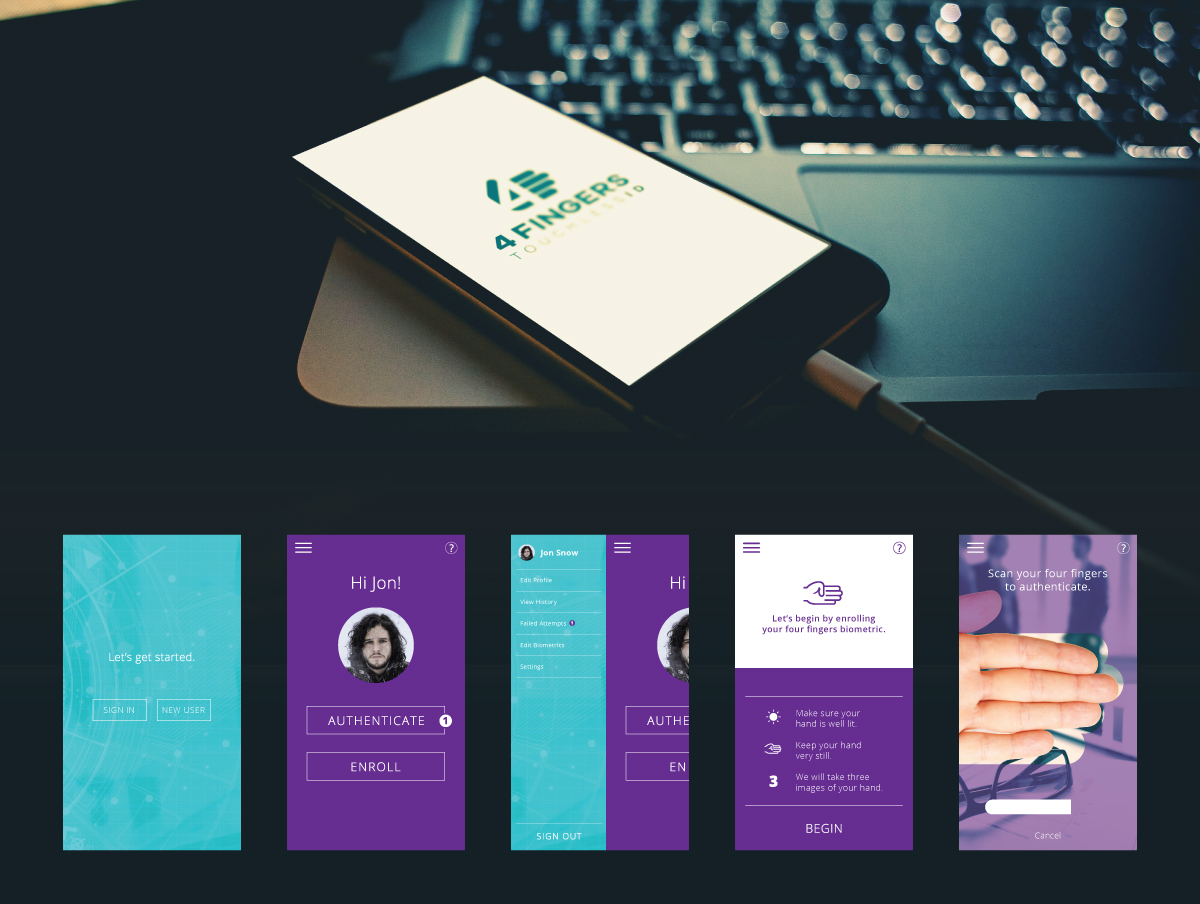 4 FINGERS
TOUCHLESS ID
Let's get started.
SIGN IN
NEW USER
?
Hi Jon!
AUTHENTICATE
1
ENROLL
Jon Snow
Edit Profile
View History
Failed Attempts 1
Edit Biometrics
Settings
SIGN OUT
Hi
AUTHE
EN
?
Let's begin by enrolling
your four fingers biometric.
Make sure your
hand is well lit.
Keep your hand
very still.
3
We will take three
images of your hand.
BEGIN
?
Scan your four fingers
to authenticate.
Cancel